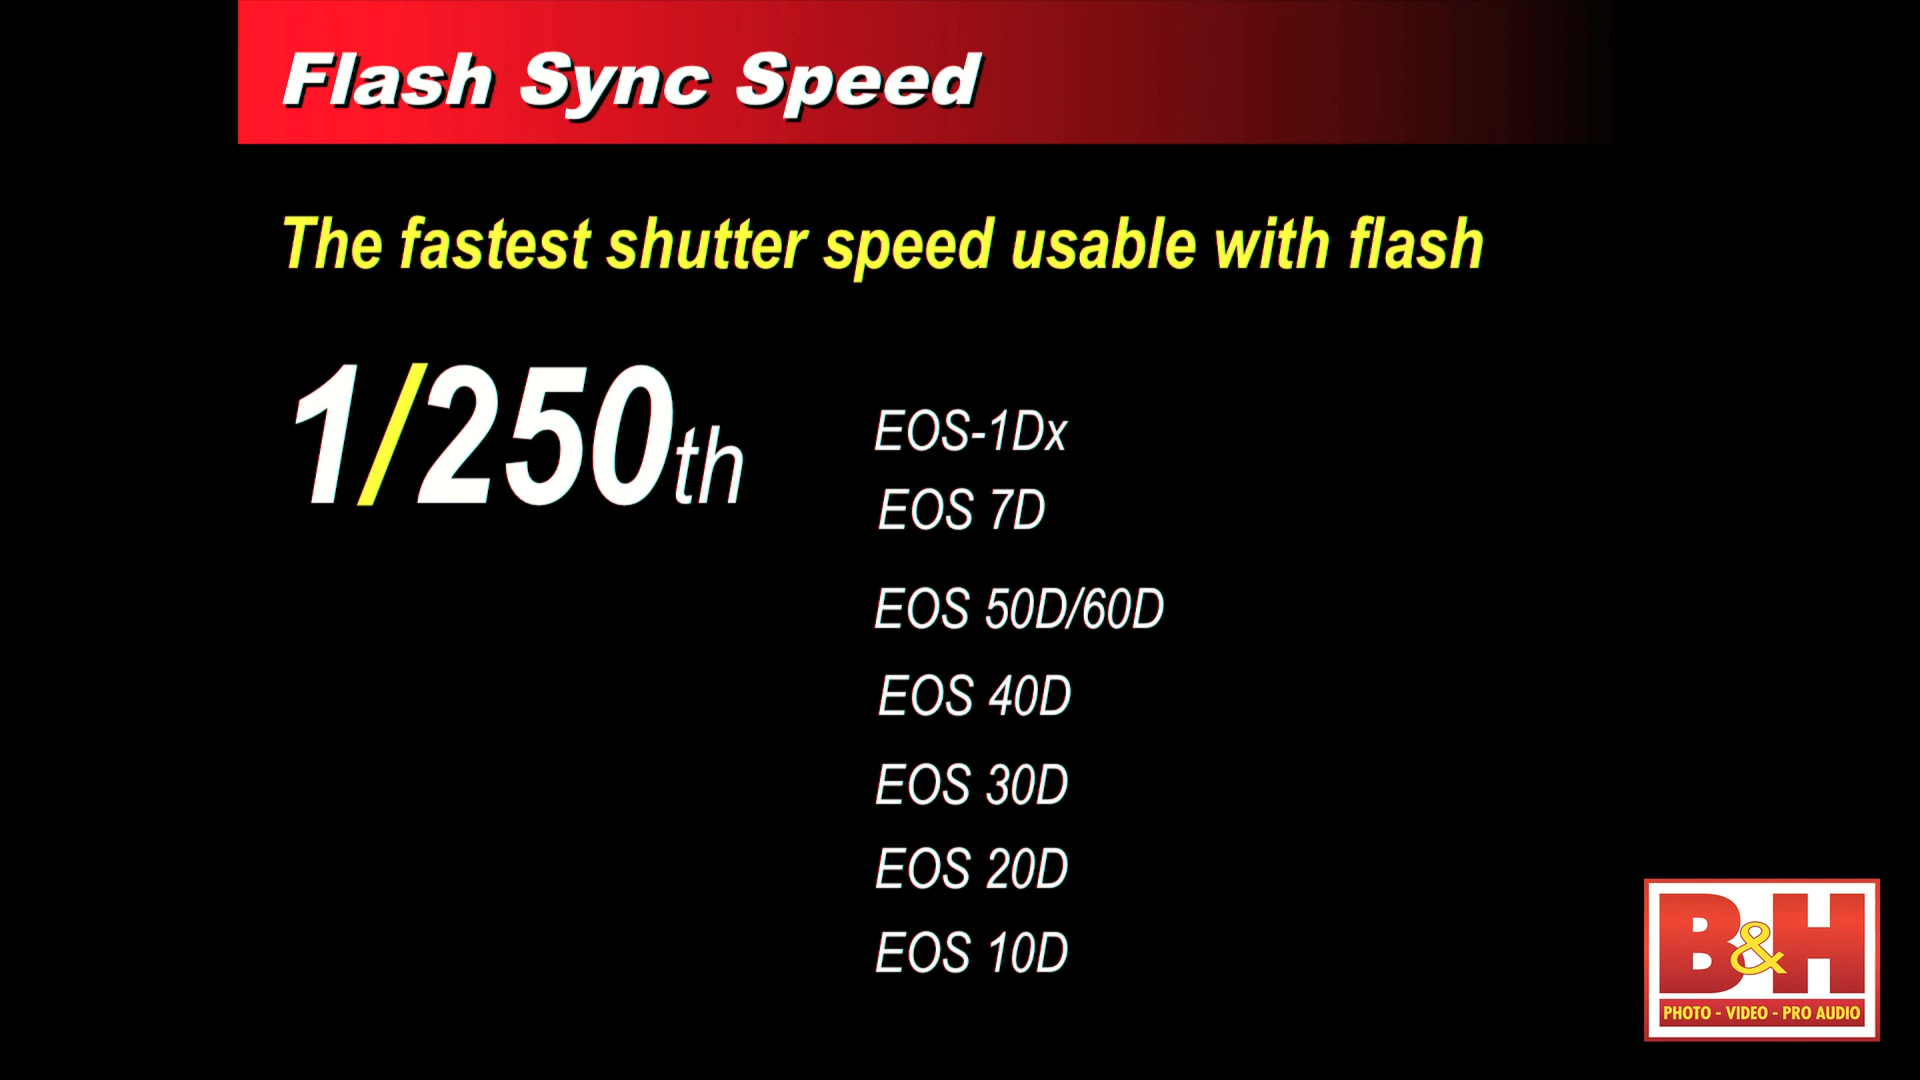 Flash Sync Speed
The fastest shutter speed usable with flash
1/250th
EOS-1Dx
EOS 7D
EOS 50D/60D
EOS 40D
EOS 30D
EOS 20D
EOS 10D
B&H
PHOTO - VIDEO - PRO AUDIO